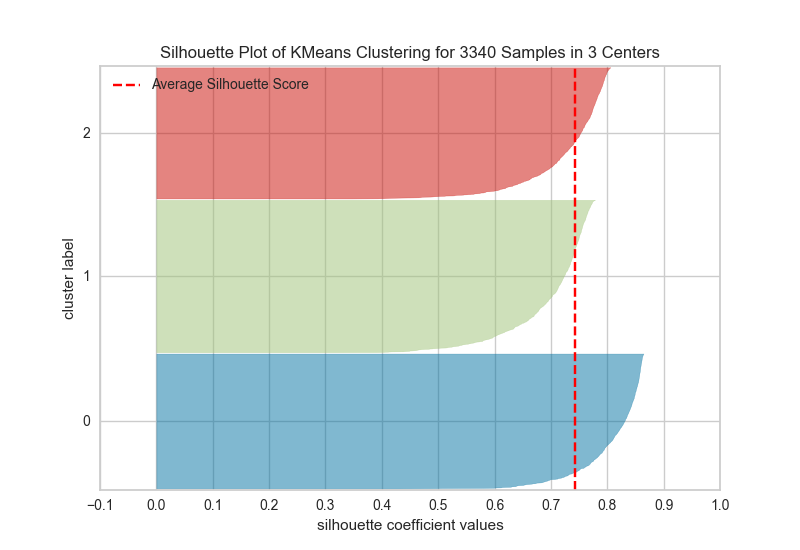 Silhouette Plot of KMeans Clustering for 3340 Samples in 3 Centers
Average Silhouette Score
2
1
0
cluster label
−0.1 0.0 0.1 0.2 0.3 0.4 0.5 0.6 0.7 0.8 0.9 1.0
silhouette coefficient values